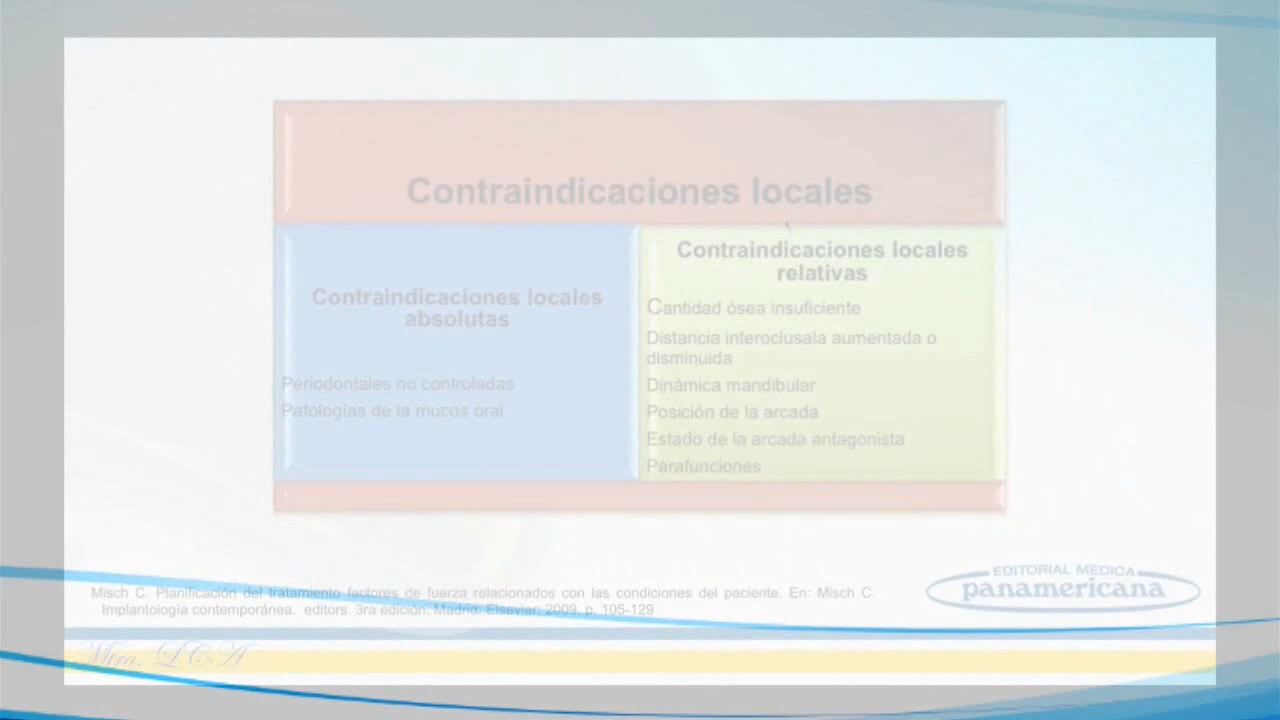 Contraindicaciones locales
Contraindicaciones locales
absolutas
Periodontales no controladas
Patologías de la mucos oral
Contraindicaciones locales
relativas
Cantidad ósea insuficiente
Distancia interoclusala aumentada o
disminuida
Dinámica mandibular
Posición de la arcada
Estado de la arcada antagonista
Parafunciones
Misch C. Planificación del tratamiento factores de fuerza relacionados con las condiciones del paciente. En: Misch C.
Implantología contemporánea. editors. 3ra edición. Madrid. Elsevier, 2009. p. 105-129
EDITORIAL MEDICA
panamericana
Mtra. LCA